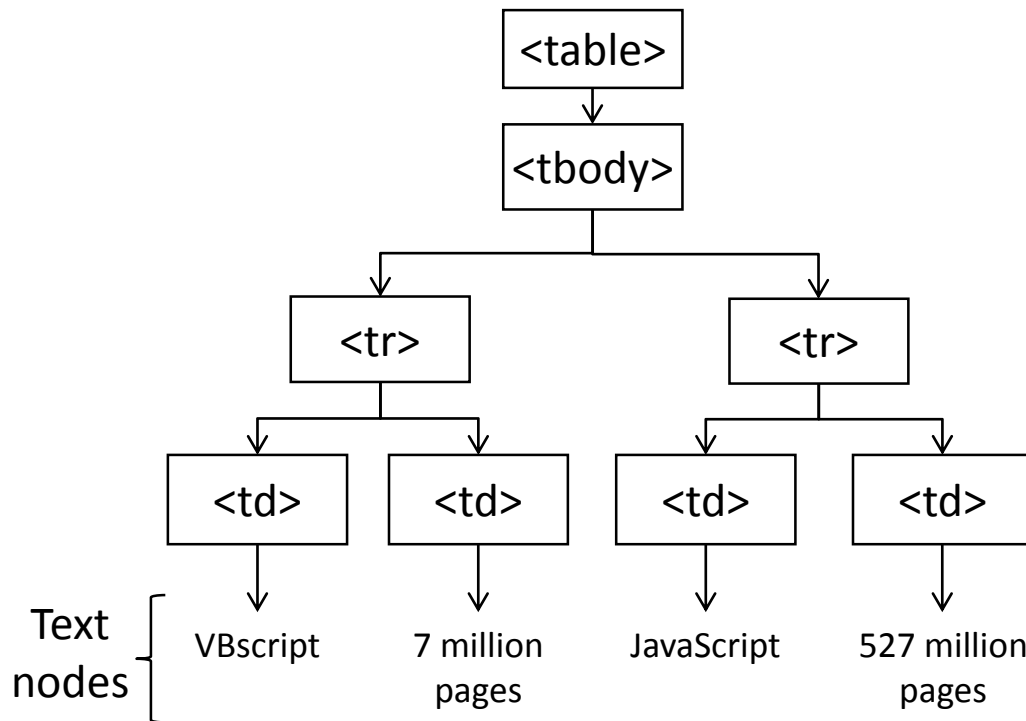 <table>
<tbody>
<tr>
<tr>
<td>
<td>
<td>
<td>
Text
nodes
VBscript
7 million
pages
JavaScript
527 million
pages